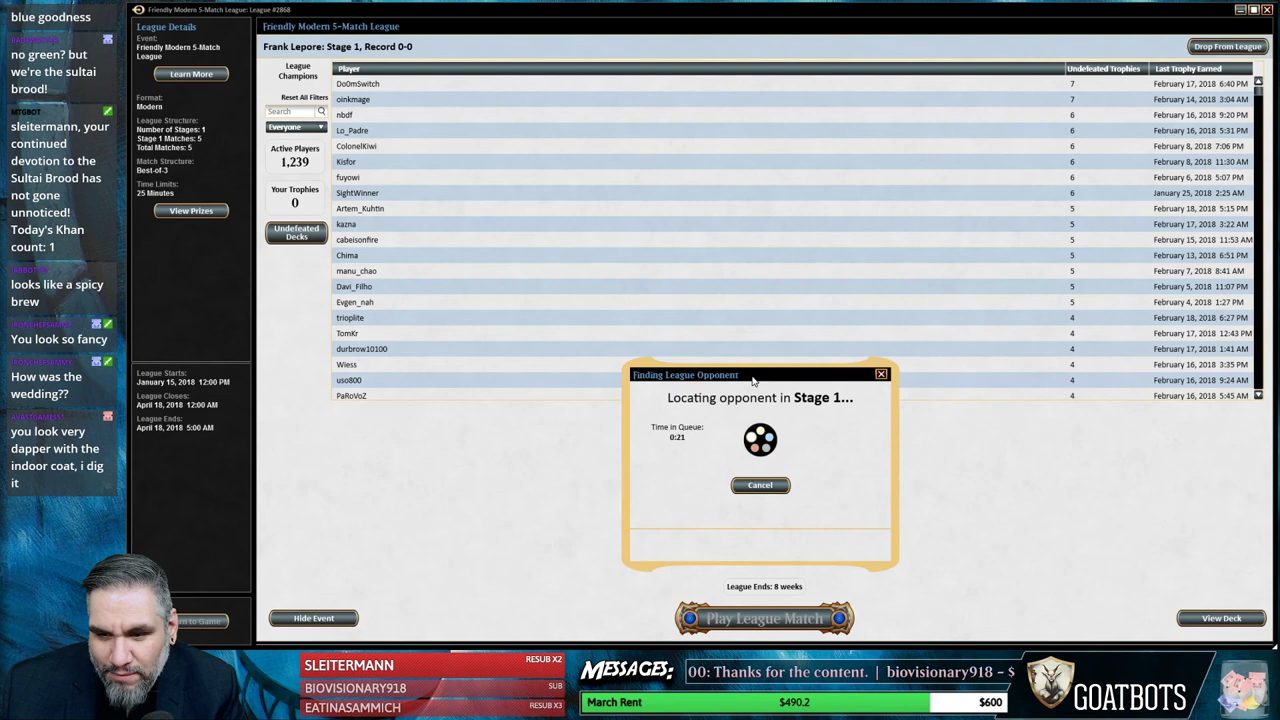 Friendly Modern 5-Match League: League #2868
blue goodness
no green? but
we're the sultai
brood!
MTGBOT
sleitermann, your
continued
devotion to the
Sultai Brood has
not gone
unnoticed!
Today's Khan
count: 1
looks like a spicy
brew
You look so fancy
How was the
wedding??
you look very
dapper with the
indoor coat, i dig
it
League Details
Event:
Friendly Modern 5-Match
League
Learn More
Format:
Modern
League Structure:
Number of Stages: 1
Stage 1 Matches: 5
Total Matches: 5
Match Structure:
Best-of-3
Time Limits:
25 Minutes
View Prizes
League Starts:
January 15, 2018 12:00 PM
League Closes:
April 18, 2018 12:00 AM
League Ends:
April 18, 2018 5:00 AM
n to Game
Friendly Modern 5-Match League
Frank Lepore: Stage 1, Record 0-0
Drop From League
League
Champions
Reset All Filters
Search
Everyone
Active Players
1,239
Your Trophies
0
Undefeated
Decks
Player Undefeated Trophies Last Trophy Earned
Do0mSwitch 7 February 17, 2018 6:40 PM
oinkmage 7 February 14, 2018 3:04 AM
nbdf 6 February 16, 2018 9:20 PM
Lo_Padre 6 February 16, 2018 5:31 PM
ColonelKiwi 6 February 8, 2018 7:06 PM
Kisfor 6 February 8, 2018 11:30 AM
fuyowi 6 February 6, 2018 5:07 PM
SightWinner 6 January 25, 2018 2:25 AM
Artem_Kuhtin 5 February 18, 2018 5:15 PM
kazna 5 February 17, 2018 3:22 AM
cabeisonfire 5 February 15, 2018 11:53 AM
Chima 5 February 13, 2018 6:51 PM
manu_chao 5 February 7, 2018 8:41 AM
Davi_Filho 5 February 5, 2018 11:07 PM
Evgen_nah 5 February 4, 2018 1:27 PM
trioplite 4 February 18, 2018 6:27 PM
TomKr 4 February 17, 2018 12:43 PM
durbrow10100 4 February 17, 2018 1:41 AM
Wiess 4 February 16, 2018 3:35 PM
uso800 4 February 16, 2018 9:24 AM
PaRoVoZ 4 February 16, 2018 5:45 AM
Finding League Opponent
Locating opponent in Stage 1...
Time in Queue:
0:21
Cancel
League Ends: 8 weeks
Hide Event
Play League Match
View Deck
SLEITERMANN RESUB X2
BIOVISIONARY918 SUB
EATINASAMMICH RESUB X3
MESSAGES: 00: Thanks for the content. | biovisionary918 - $
March Rent $490.2 $600
GOATBOTS